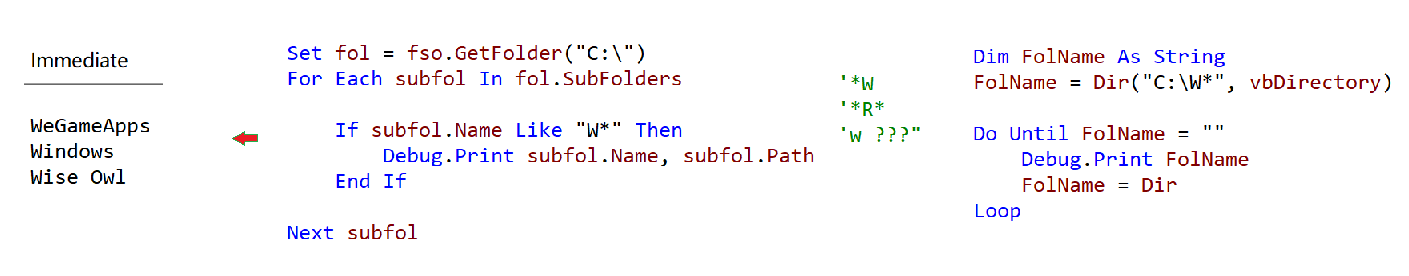 Immediate
WeGameApps
Windows
Wise Owl
Set fol = fso.GetFolder("C:\")
For Each subfol In fol.SubFolders
If subfol.Name Like "W*" Then
Debug.Print subfol.Name, subfol.Path
End If
Next subfol
'*W
'*R*
'w ???"
Dim FolName As String
FolName = Dir("C:\W*", vbDirectory)
Do Until FolName = ""
Debug.Print FolName
FolName = Dir
Loop